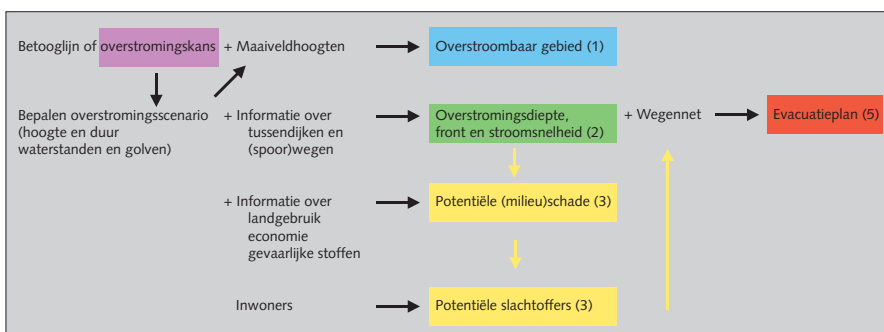 Betooglijn of overstromingskans + Maaiveldhoogten Overstroombaar gebied (1)
Bepalen overstromingsscenario + Informatie over Overstromingsdiepte, + Wegennet Evacuatieplan (5)
(hoogte en duur tussendijken en front en stroomsnelheid (2)
waterstanden en golven) (spoor)wegen
+ Informatie over Potentiële (milieu)schade (3)
landgebruik
economie
gevaarlijke stoffen
Inwoners Potentiële slachtoffers (3)